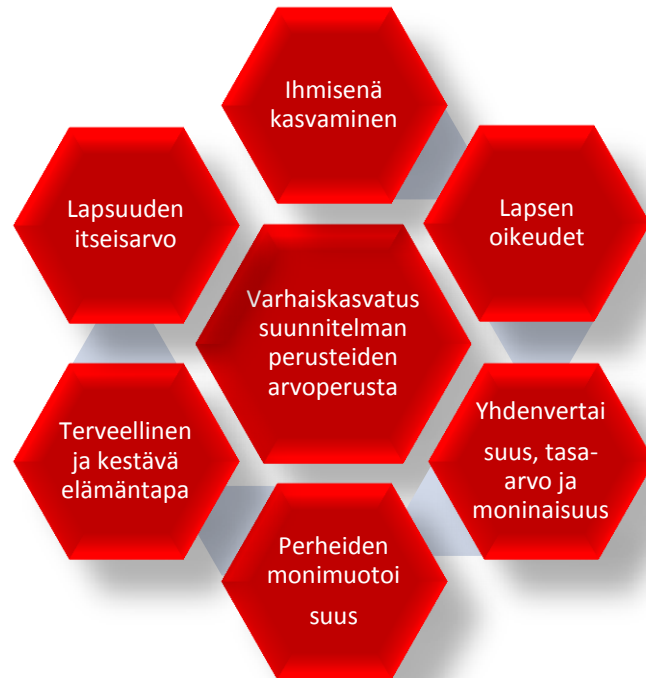 Ihmisenä
kasvaminen
Lapsuuden
itseisarvo
Lapsen
oikeudet
Varhaiskasvatus
suunnitelman
perusteiden
arvoperusta
Terveellinen
ja kestävä
elämäntapa
Yhdenvertai
suus, tasa-
arvo ja
moninaisuus
Perheiden
monimuotoi
suus